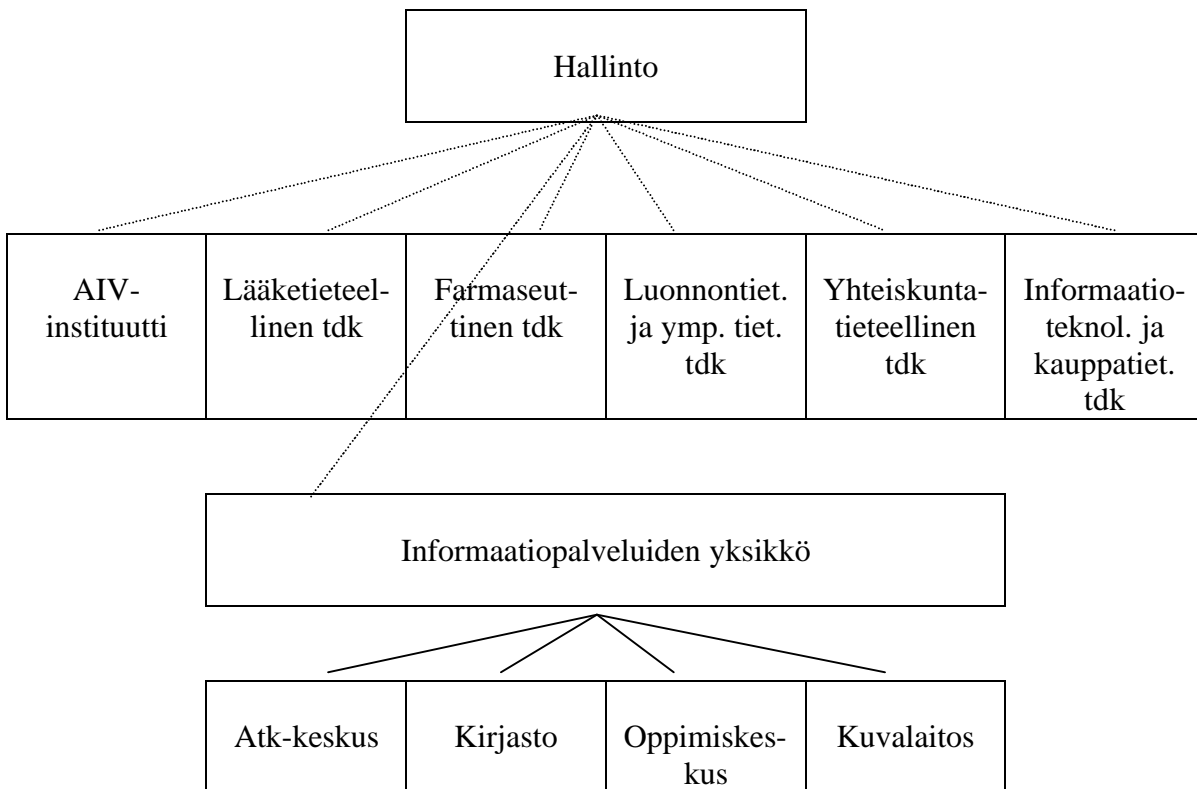 Hallinto
AIV-
instituutti
Lääketieteel-
linen tdk
Farmaseut-
tinen tdk
Luonnontiet.
ja ymp. tiet.
tdk
Yhteiskunta-
tieteellinen
tdk
Informaatio-
teknol. ja
kauppatiet.
tdk
Informaatiopalveluiden yksikkö
Atk-keskus
Kirjasto
Oppimiskes-
kus
Kuvalaitos